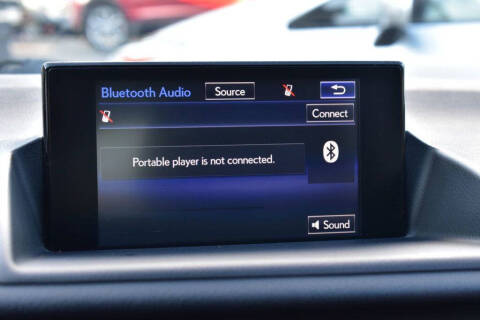 Bluetooth Audio
Source
Connect
Portable player is not connected.
Sound